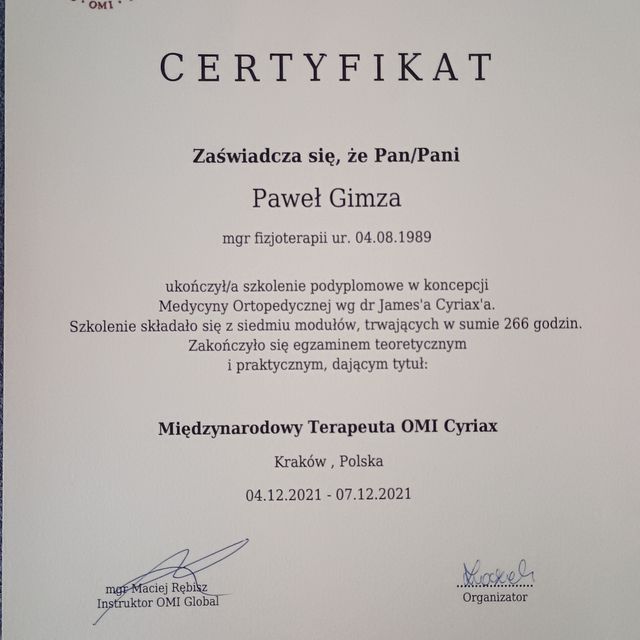 OMI
CERTYFIKAT
Zaświadcza się, że Pan/Pani
Paweł Gimza
mgr fizjoterapii ur. 04.08.1989
ukończył/a szkolenie podyplomowe w koncepcji
Medycyny Ortopedycznej wg dr James'a Cyriax'a.
Szkolenie składało się z siedmiu modułów, trwających w sumie 266 godzin.
Zakończyło się egzaminem teoretycznym
i praktycznym, dającym tytuł:
Międzynarodowy Terapeuta OMI Cyriax
Kraków , Polska
04.12.2021 - 07.12.2021
mgr Maciej Rębisz
Instruktor OMI Global
Organizator